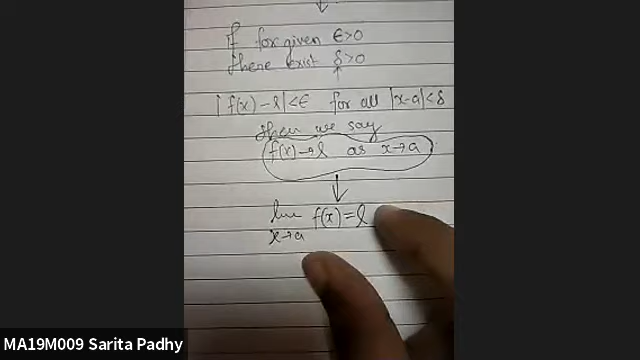 If for given ϵ>0
there exist δ>0
|f(x)-l|<ϵ for all |x-a|<δ
then we say
f(x)→l as x→a
lim f(x)=l
x→a
MA19M009 Sarita Padhy